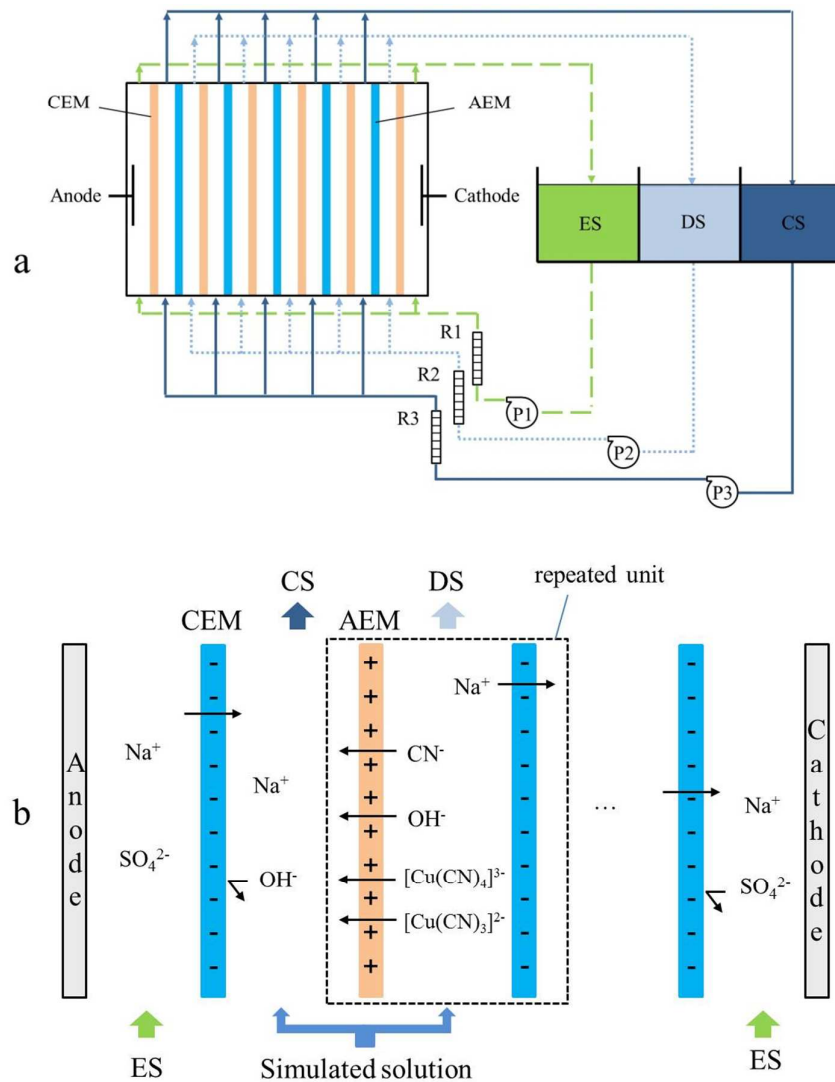 CEM
AEM
Anode
Cathode
ES
DS
CS
a
R1
R2
R3
P1
P2
P3
CS
DS
repeated unit
CEM
AEM
- + - -
Na⁺
Na⁺
CN⁻
Na⁺
OH⁻
...
Na⁺
b
Anode
Cathode
SO₄²⁻
OH⁻
[Cu(CN)₄]³⁻
SO₄²⁻
[Cu(CN)₃]²⁻
ES
Simulated solution
ES